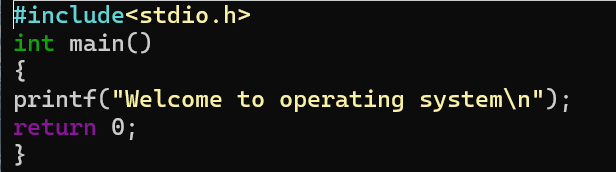 #include<stdio.h>
int main()
{
printf("Welcome to operating system\n");
return 0;
}